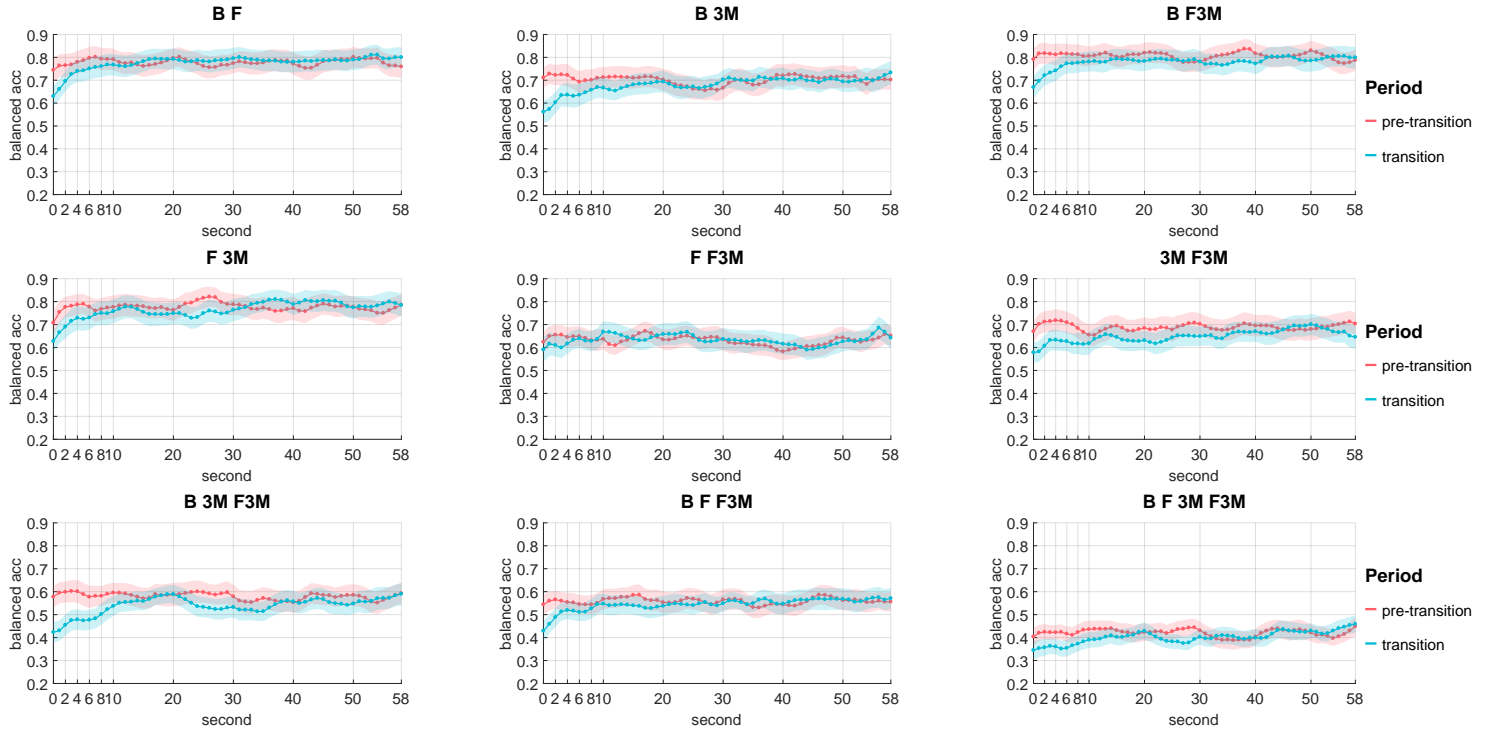 B F
B 3M
B F3M
balanced acc
0.9
0.8
0.7
0.6
0.5
0.4
0.3
0.2
0 2 4 6 8 10 20 30 40 50 58
second
balanced acc
0.9
0.8
0.7
0.6
0.5
0.4
0.3
0.2
0 2 4 6 8 10 20 30 40 50 58
second
balanced acc
0.9
0.8
0.7
0.6
0.5
0.4
0.3
0.2
0 2 4 6 8 10 20 30 40 50 58
second
Period
pre-transition
transition
F 3M
F F3M
3M F3M
balanced acc
0.9
0.8
0.7
0.6
0.5
0.4
0.3
0.2
0 2 4 6 8 10 20 30 40 50 58
second
balanced acc
0.9
0.8
0.7
0.6
0.5
0.4
0.3
0.2
0 2 4 6 8 10 20 30 40 50 58
second
balanced acc
0.9
0.8
0.7
0.6
0.5
0.4
0.3
0.2
0 2 4 6 8 10 20 30 40 50 58
second
Period
pre-transition
transition
B 3M F3M
B F F3M
B F 3M F3M
balanced acc
0.9
0.8
0.7
0.6
0.5
0.4
0.3
0.2
0 2 4 6 8 10 20 30 40 50 58
second
balanced acc
0.9
0.8
0.7
0.6
0.5
0.4
0.3
0.2
0 2 4 6 8 10 20 30 40 50 58
second
balanced acc
0.9
0.8
0.7
0.6
0.5
0.4
0.3
0.2
0 2 4 6 8 10 20 30 40 50 58
second
Period
pre-transition
transition